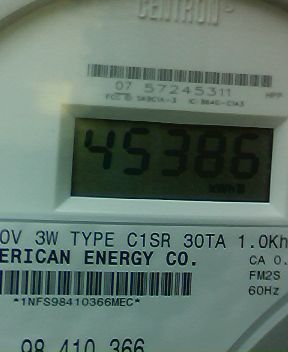 CENTRON
07 57245311
45386
kWh
0V 3W TYPE C1SR 30TA 1.0Kh
ERICAN ENERGY CO.
CA 0.
FM2S
60Hz
*1NFS98410366MEC*
98 410 366